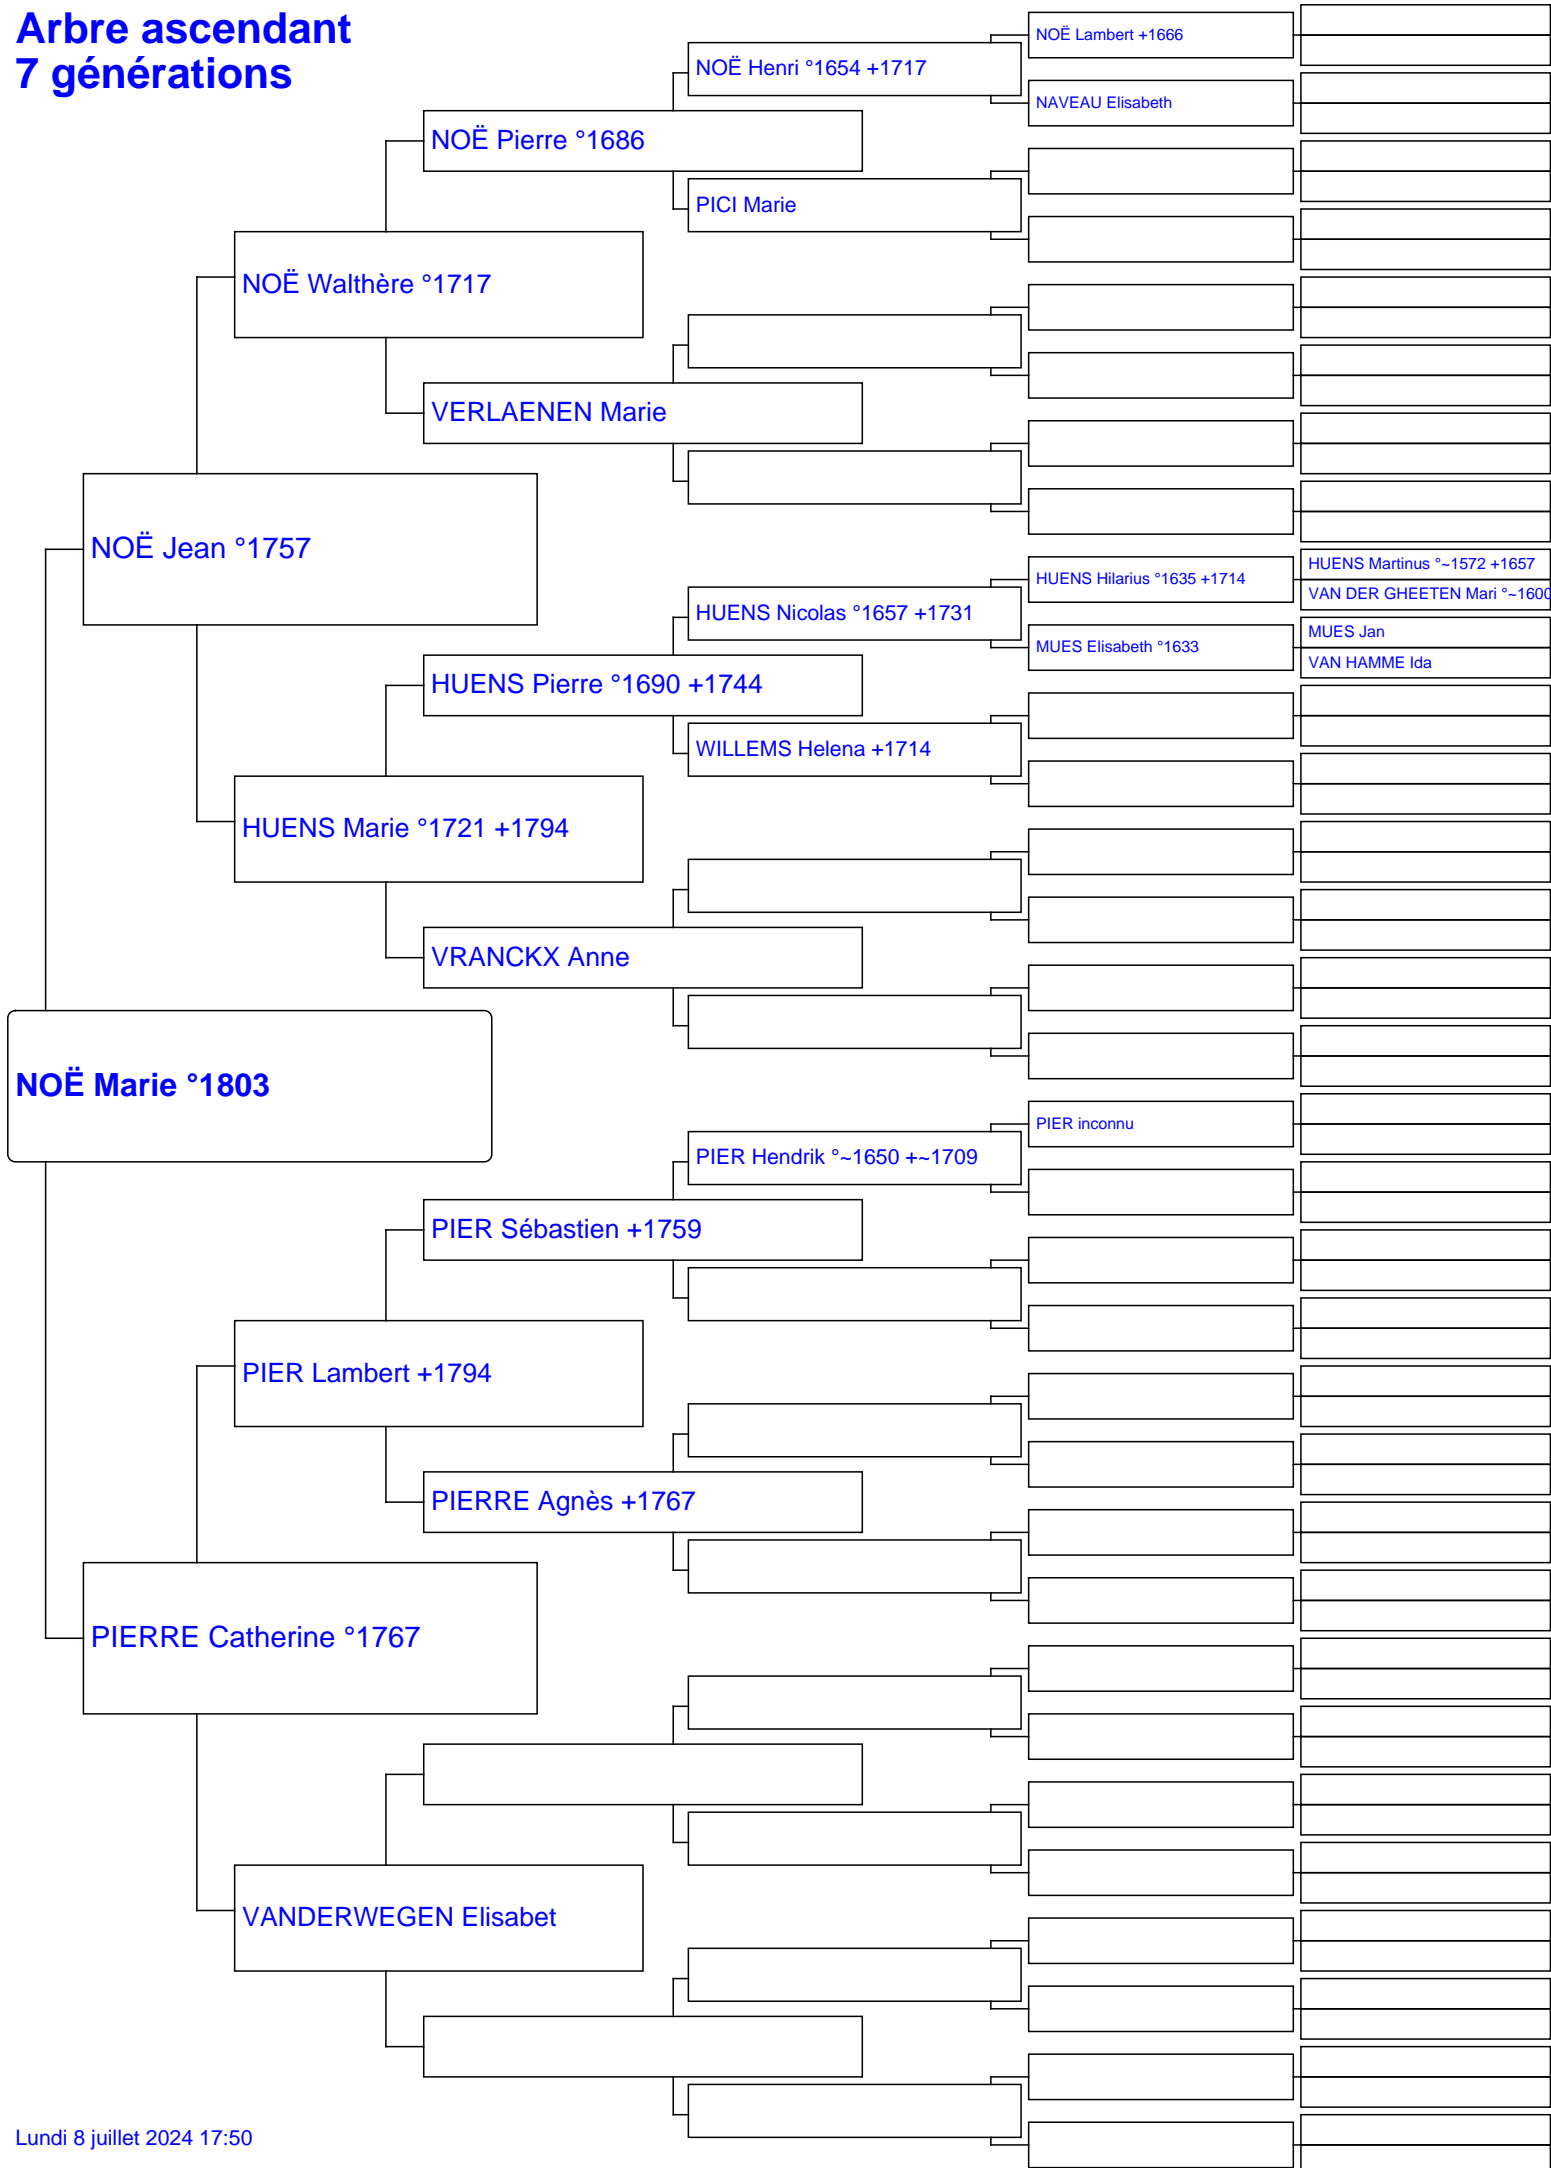 Arbre ascendant
7 générations
NOË Lambert +1666
NOË Henri °1654 +1717
NAVEAU Elisabeth
NOË Pierre °1686
PICI Marie
NOË Walthère °1717
VERLAENEN Marie
NOË Jean °1757
HUENS Martinus °~1572 +1657
HUENS Hilarius °1635 +1714
VAN DER GHEETEN Mari °~1600
HUENS Nicolas °1657 +1731
MUES Jan
MUES Elisabeth °1633
VAN HAMME Ida
HUENS Pierre °1690 +1744
WILLEMS Helena +1714
HUENS Marie °1721 +1794
VRANCKX Anne
NOË Marie °1803
PIER inconnu
PIER Hendrik °~1650 +~1709
PIER Sébastien +1759
PIER Lambert +1794
PIERRE Agnès +1767
PIERRE Catherine °1767
VANDERWEGEN Elisabet
Lundi 8 juillet 2024 17:50